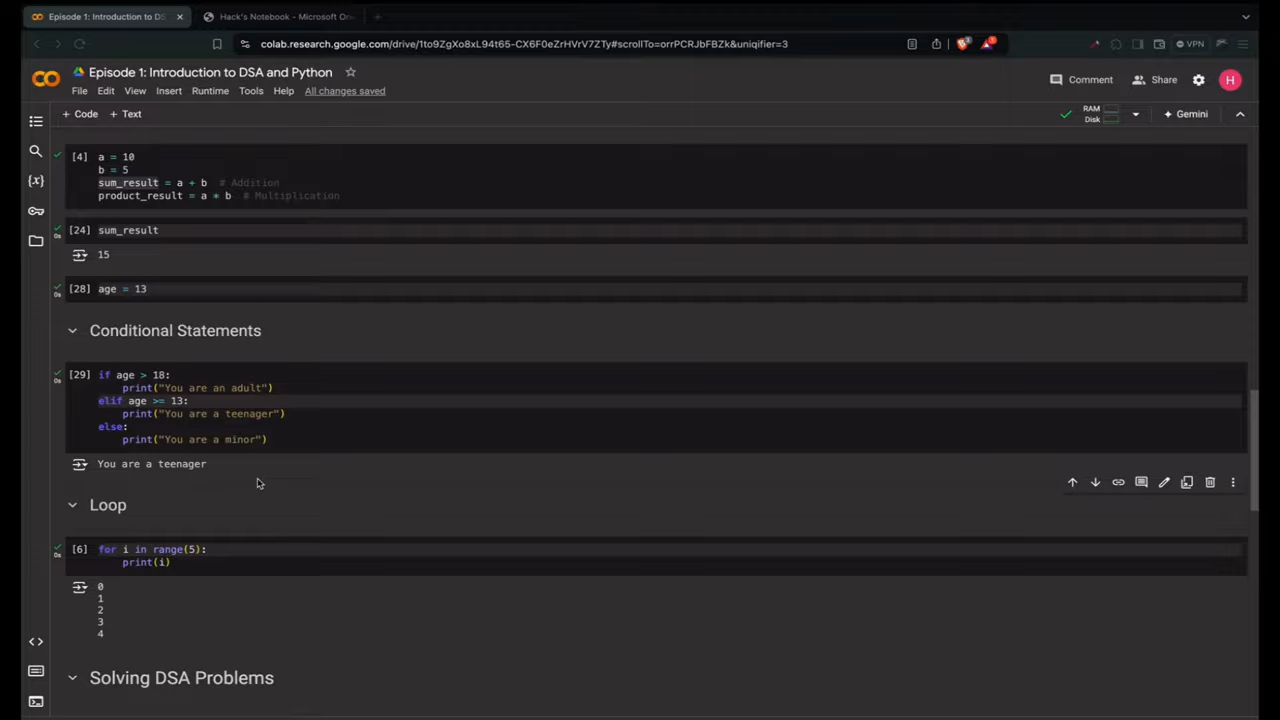 Episode 1: Introduction to DS
Hack's Notebook - Microsoft On
colab.research.google.com/drive/1to9ZgXo8xL94t65-CX6F0eZrHVrV7ZTy#scrollTo=orrPCRJbFBZk&uniqifier=3
VPN
Episode 1: Introduction to DSA and Python
Comment
Share
H
File Edit View Insert Runtime Tools Help All changes saved
+ Code + Text
RAM
Disk
Gemini
[4] a = 10
b = 5
sum_result = a + b # Addition
product_result = a * b # Multiplication
[24] sum_result
0s
15
[28] age = 13
0s
Conditional Statements
[29] if age > 18:
0s
print("You are an adult")
elif age >= 13:
print("You are a teenager")
else:
print("You are a minor")
You are a teenager
Loop
[6] for i in range(5):
0s
print(i)
0
1
2
3
4
Solving DSA Problems